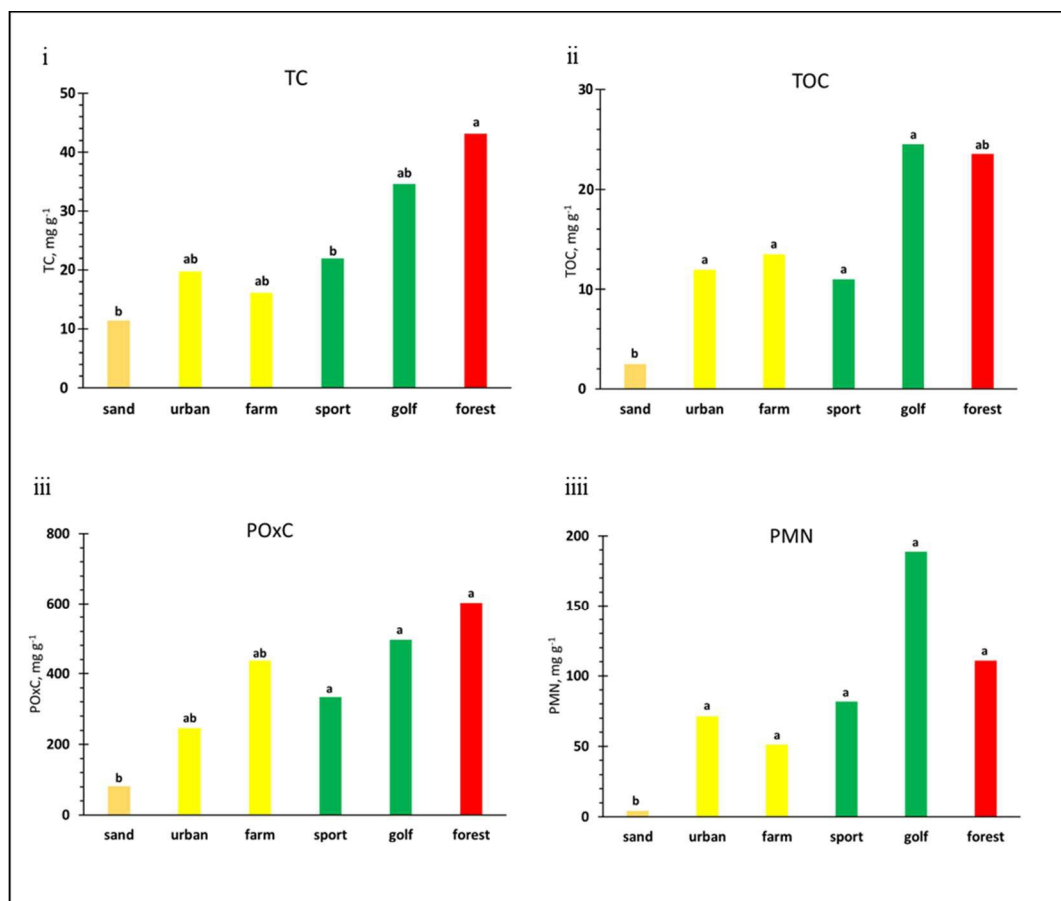 i
TC
50
40
30
20
10
0
TC, mg g⁻¹
b
ab
ab
b
ab
a
sand urban farm sport golf forest
ii
TOC
30
20
10
0
TOC, mg g⁻¹
b
a
a
a
a
ab
sand urban farm sport golf forest
iii
POxC
800
600
400
200
0
POxC, mg g⁻¹
b
ab
ab
a
a
a
sand urban farm sport golf forest
iiii
PMN
200
150
100
50
0
PMN, mg g⁻¹
b
a
a
a
a
a
sand urban farm sport golf forest